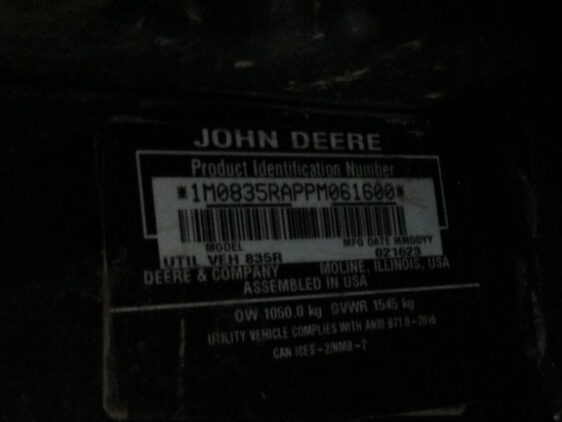 JOHN DEERE
Product Identification Number
*1M0835RAPPM061600*
MODEL MFG DATE MMDDYY
UTIL VEH 835R 021623
DEERE & COMPANY MOLINE, ILLINOIS, USA
ASSEMBLED IN USA
OW 1050.0 kg GVWR 1545 kg
UTILITY VEHICLE COMPLIES WITH ANSI B71.9-2016
CAN ICES-2/NMB-2